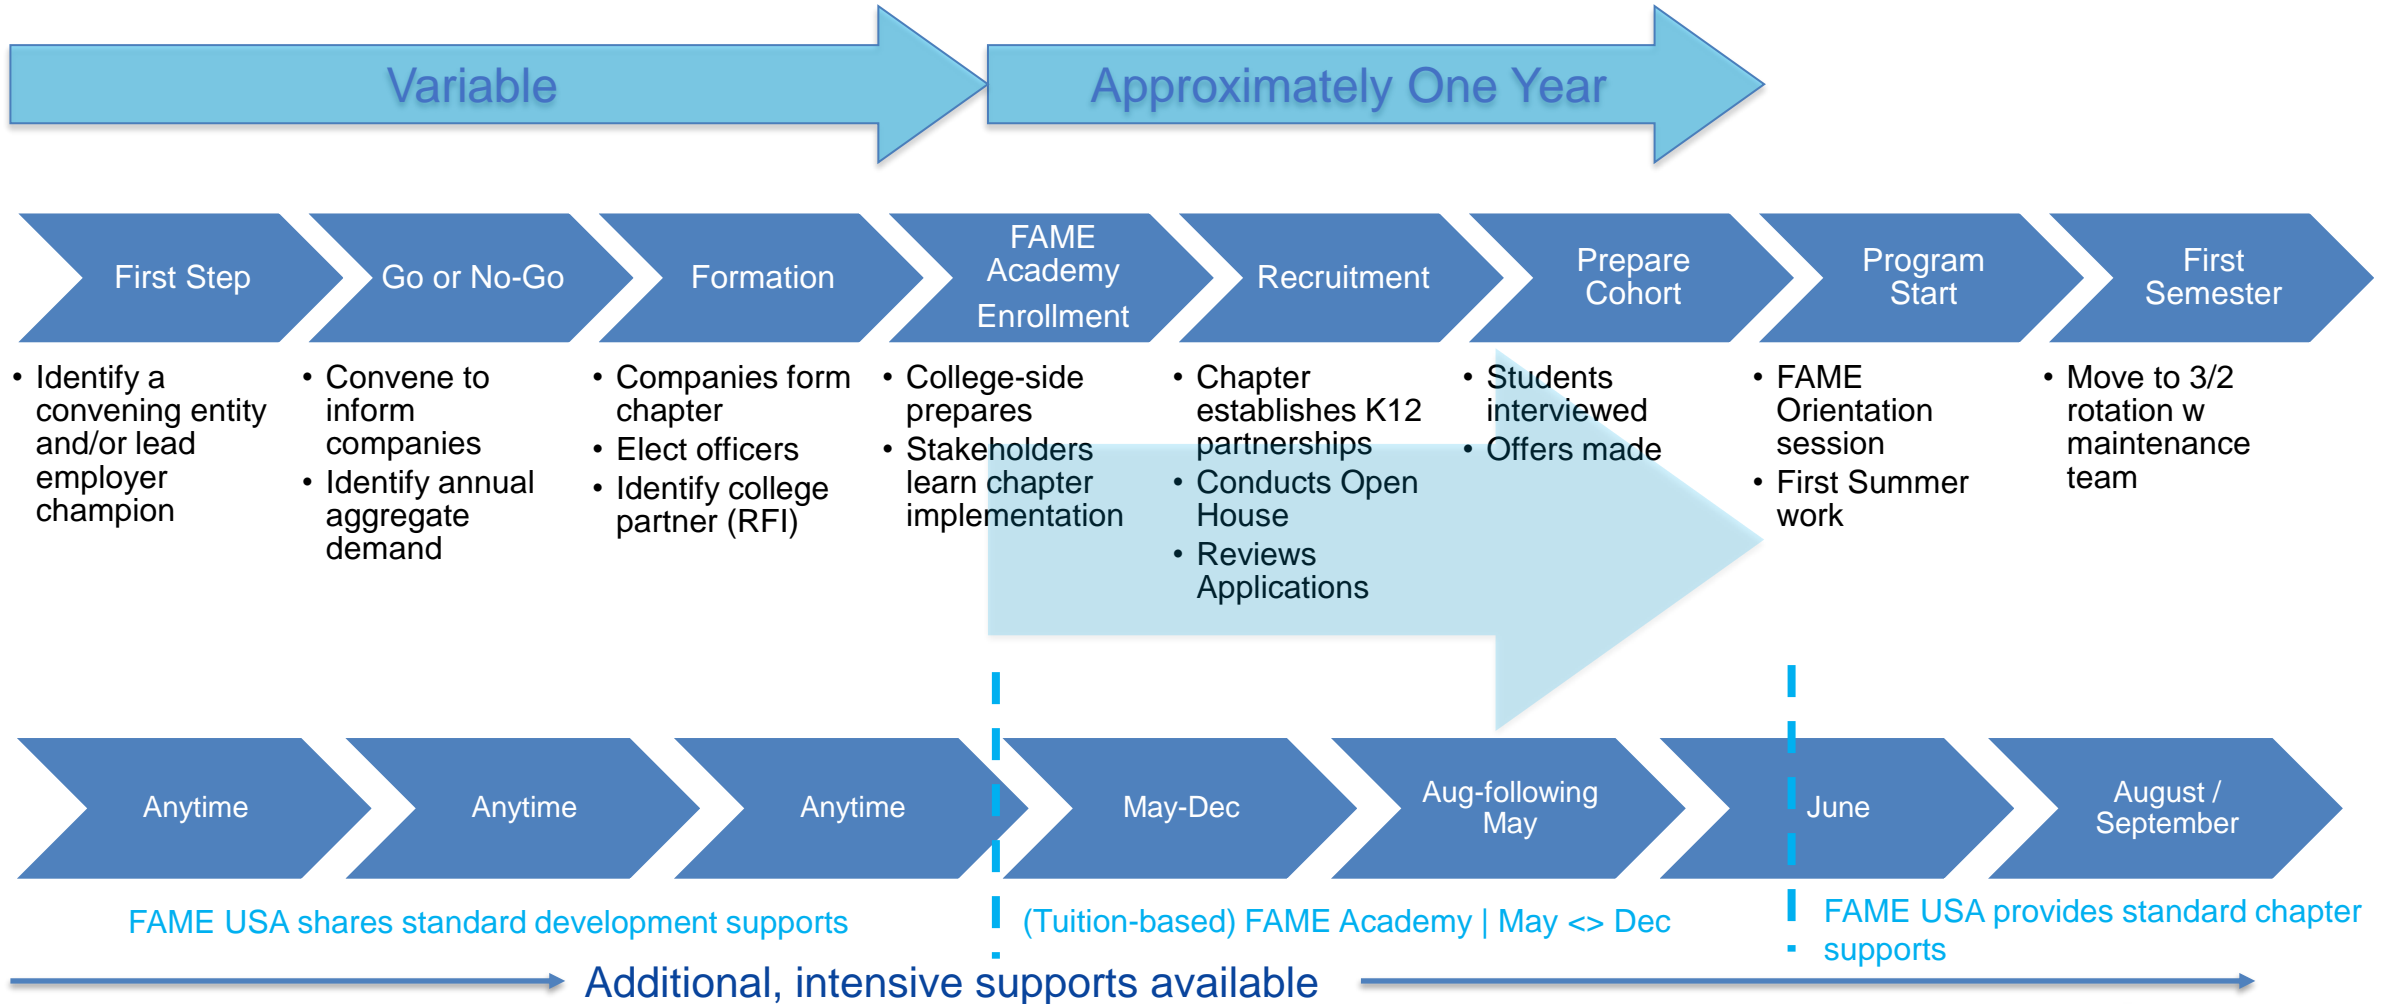 Variable
Approximately One Year
First Step
Go or No-Go
Formation
FAME
Academy
Enrollment
Recruitment
Prepare
Cohort
Program
Start
First
Semester
• Identify a
convening entity
and/or lead
employer
champion
• Convene to
inform
companies
• Identify annual
aggregate
demand
• Companies form
chapter
• Elect officers
• Identify college
partner (RFI)
• College-side
prepares
• Stakeholders
learn chapter
implementation
• Chapter
establishes K12
partnerships
• Conducts Open
House
• Reviews
Applications
• Students
interviewed
• Offers made
• FAME
Orientation
session
• First Summer
work
• Move to 3/2
rotation w
maintenance
team
Anytime
Anytime
Anytime
May-Dec
Aug-following
May
June
August /
September
FAME USA shares standard development supports
(Tuition-based) FAME Academy | May <> Dec
FAME USA provides standard chapter
supports
Additional, intensive supports available